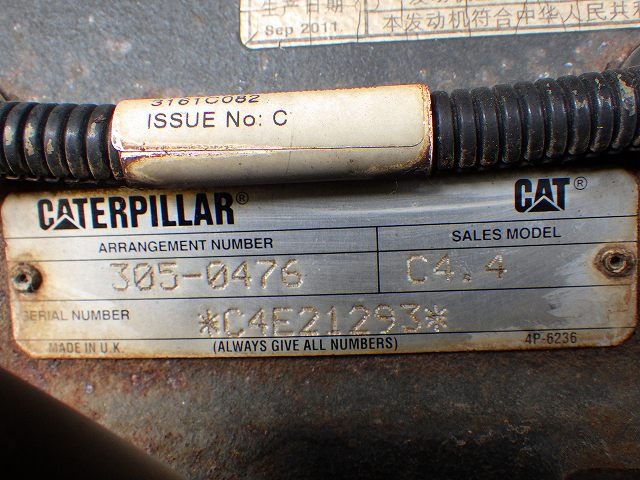 生产日期
Sep 2011
本发动机符合中华人民共
3161C082
ISSUE No: C
CATERPILLAR®
CAT®
ARRANGEMENT NUMBER
SALES MODEL
305-0476
C4.4
SERIAL NUMBER
*C4E21293*
MADE IN U.K.
(ALWAYS GIVE ALL NUMBERS)
4P-6236